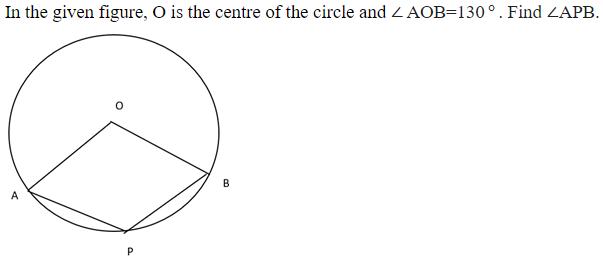 In the given figure, O is the centre of the circle and ∠ AOB=130°. Find ∠APB.
O
B
A
P